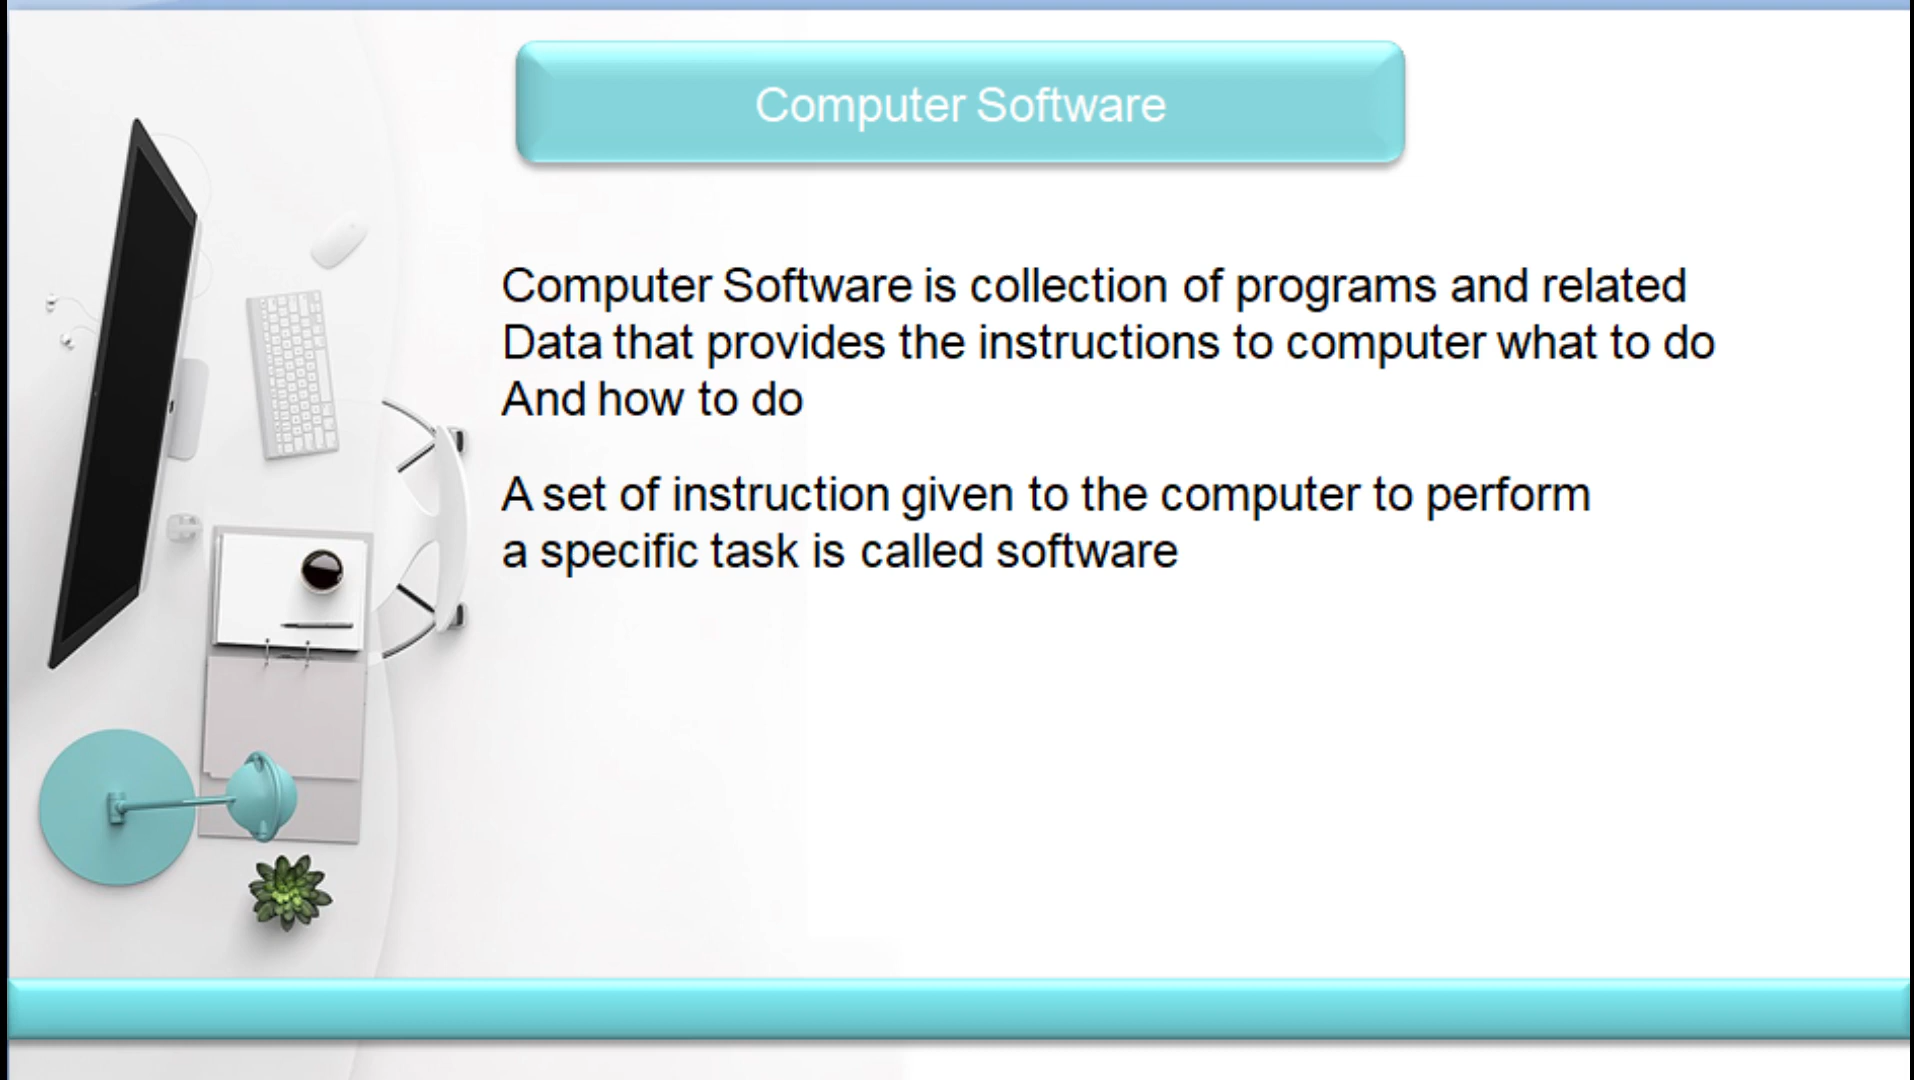 Computer Software
Computer Software is collection of programs and related
Data that provides the instructions to computer what to do
And how to do
A set of instruction given to the computer to perform
a specific task is called software